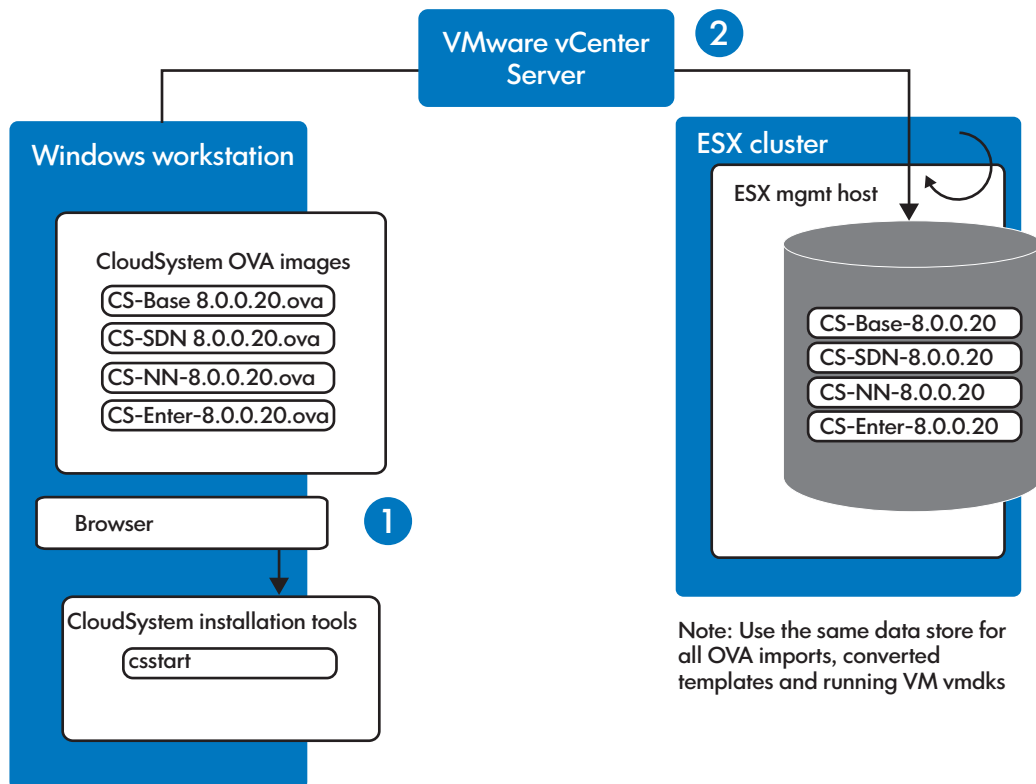 VMware vCenter
Server
2
Windows workstation
CloudSystem OVA images
CS-Base 8.0.0.20.ova
CS-SDN 8.0.0.20.ova
CS-NN-8.0.0.20.ova
CS-Enter-8.0.0.20.ova
Browser
1
CloudSystem installation tools
csstart
ESX cluster
ESX mgmt host
CS-Base-8.0.0.20
CS-SDN-8.0.0.20
CS-NN-8.0.0.20
CS-Enter-8.0.0.20
Note: Use the same data store for
all OVA imports, converted
templates and running VM vmdks